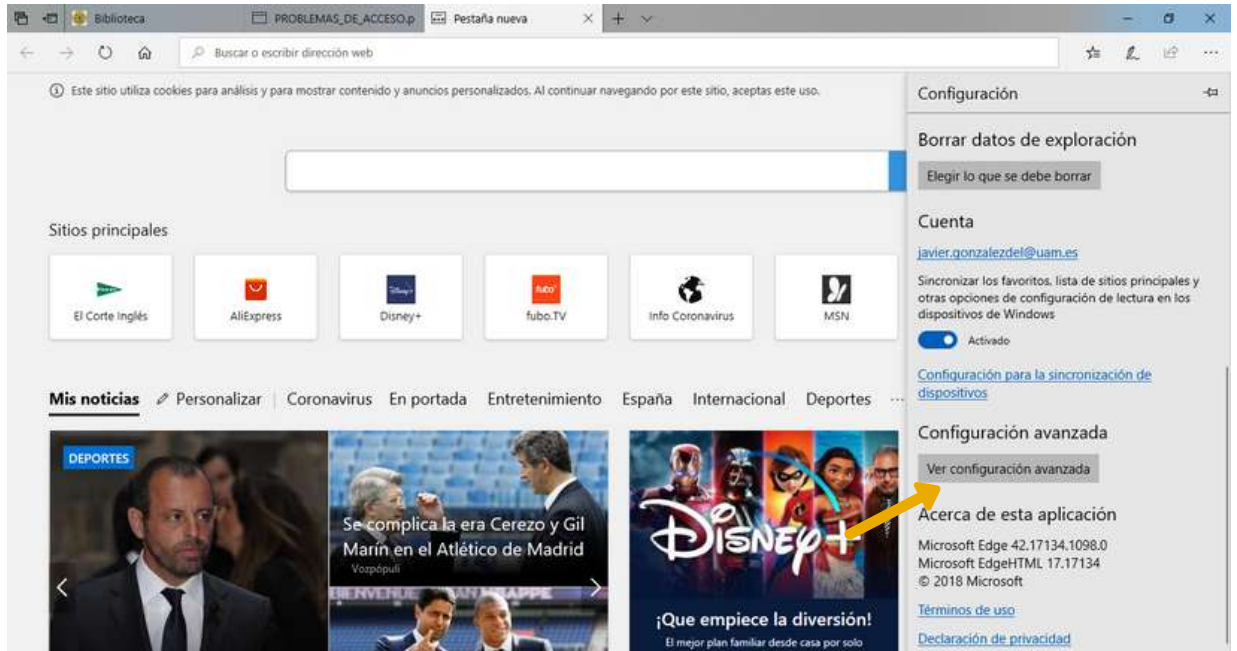 Biblioteca
PROBLEMAS_DE_ACCESO.p
Pestaña nueva
Buscar o escribir dirección web
Este sitio utiliza cookies para análisis y para mostrar contenido y anuncios personalizados. Al continuar navegando por este sitio, aceptas este uso.
Sitios principales
El Corte Inglés
AliExpress
Disney+
Disney+
fubo
fubo.TV
Info Coronavirus
MSN
Mis noticias
Personalizar
Coronavirus
En portada
Entretenimiento
España
Internacional
Deportes
...
DEPORTES
Se complica la era Cerezo y Gil
Marín en el Atlético de Madrid
Vozpópuli
DISNEY+
¡Que empiece la diversión!
El mejor plan familiar desde casa por solo
Configuración
Borrar datos de exploración
Elegir lo que se debe borrar
Cuenta
javier.gonzalezdel@uam.es
Sincronizar los favoritos, lista de sitios principales y
otras opciones de configuración de lectura en los
dispositivos de Windows
Activado
Configuración para la sincronización de
dispositivos
Configuración avanzada
Ver configuración avanzada
Acerca de esta aplicación
Microsoft Edge 42.17134.1098.0
Microsoft EdgeHTML 17.17134
© 2018 Microsoft
Términos de uso
Declaración de privacidad